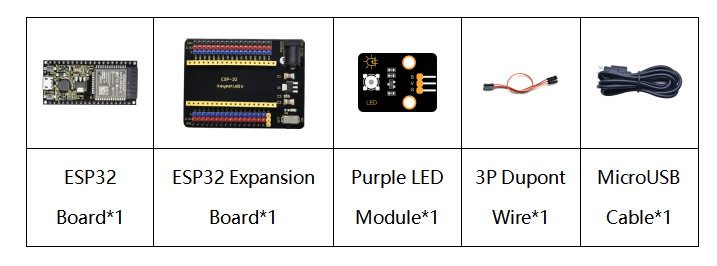 ESP-32
keyestudio
S
V
G
LED
ESP32
Board*1
ESP32 Expansion
Board*1
Purple LED
Module*1
3P Dupont
Wire*1
MicroUSB
Cable*1